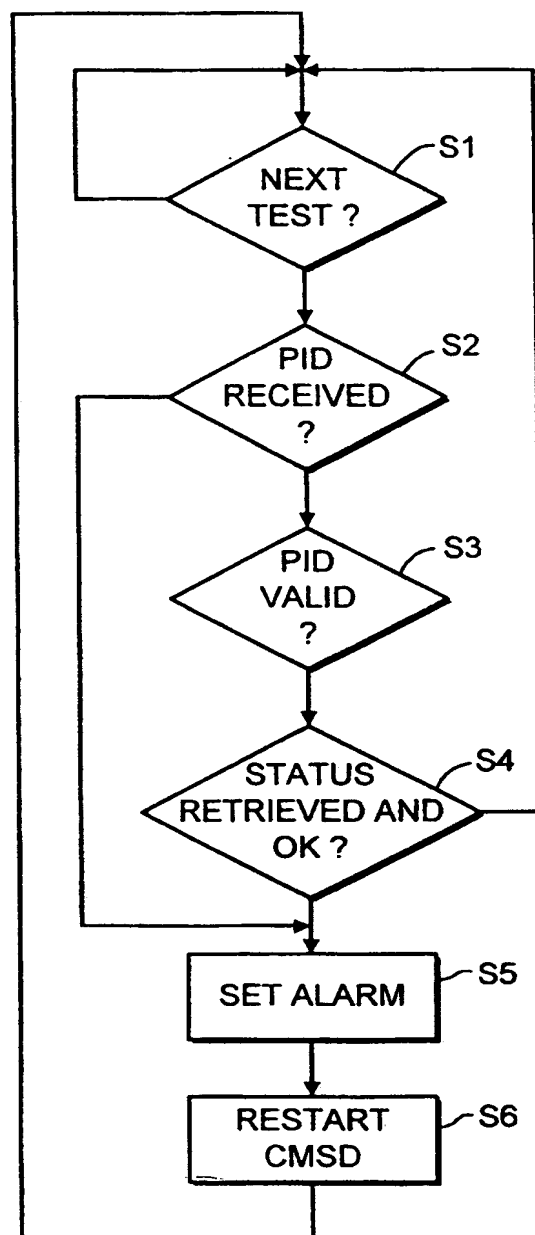 S1
NEXT
TEST ?
S2
PID
RECEIVED
?
S3
PID
VALID
?
S4
STATUS
RETRIEVED AND
OK ?
S5
SET ALARM
S6
RESTART
CMSD